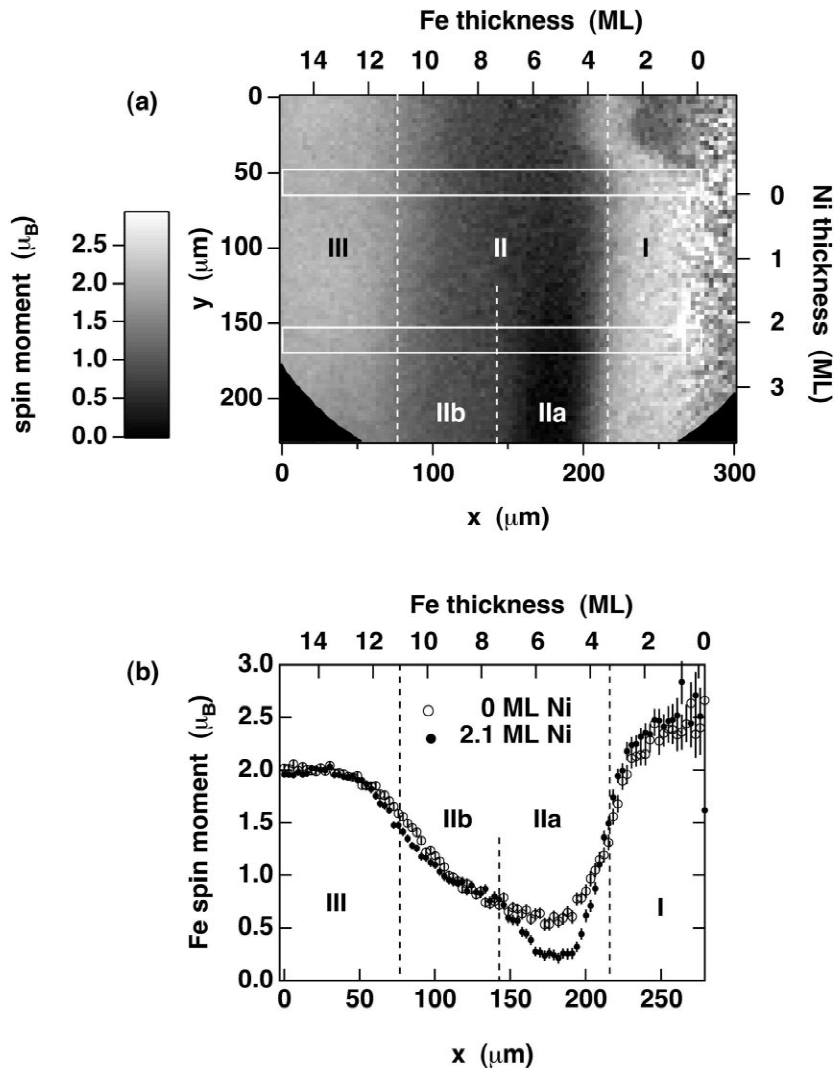 Fe thickness (ML)
14 12 10 8 6 4 2 0
(a)
0
50
100
150
200
y (μm)
0
1
2
3
Ni thickness (ML)
III
II
I
IIb
IIa
spin moment (μB)
2.5
2.0
1.5
1.0
0.5
0.0
0 100 200 300
x (μm)
Fe thickness (ML)
14 12 10 8 6 4 2 0
(b)
3.0
2.5
2.0
1.5
1.0
0.5
0.0
Fe spin moment (μB)
0 ML Ni
2.1 ML Ni
IIb
IIa
III
I
0 50 100 150 200 250
x (μm)